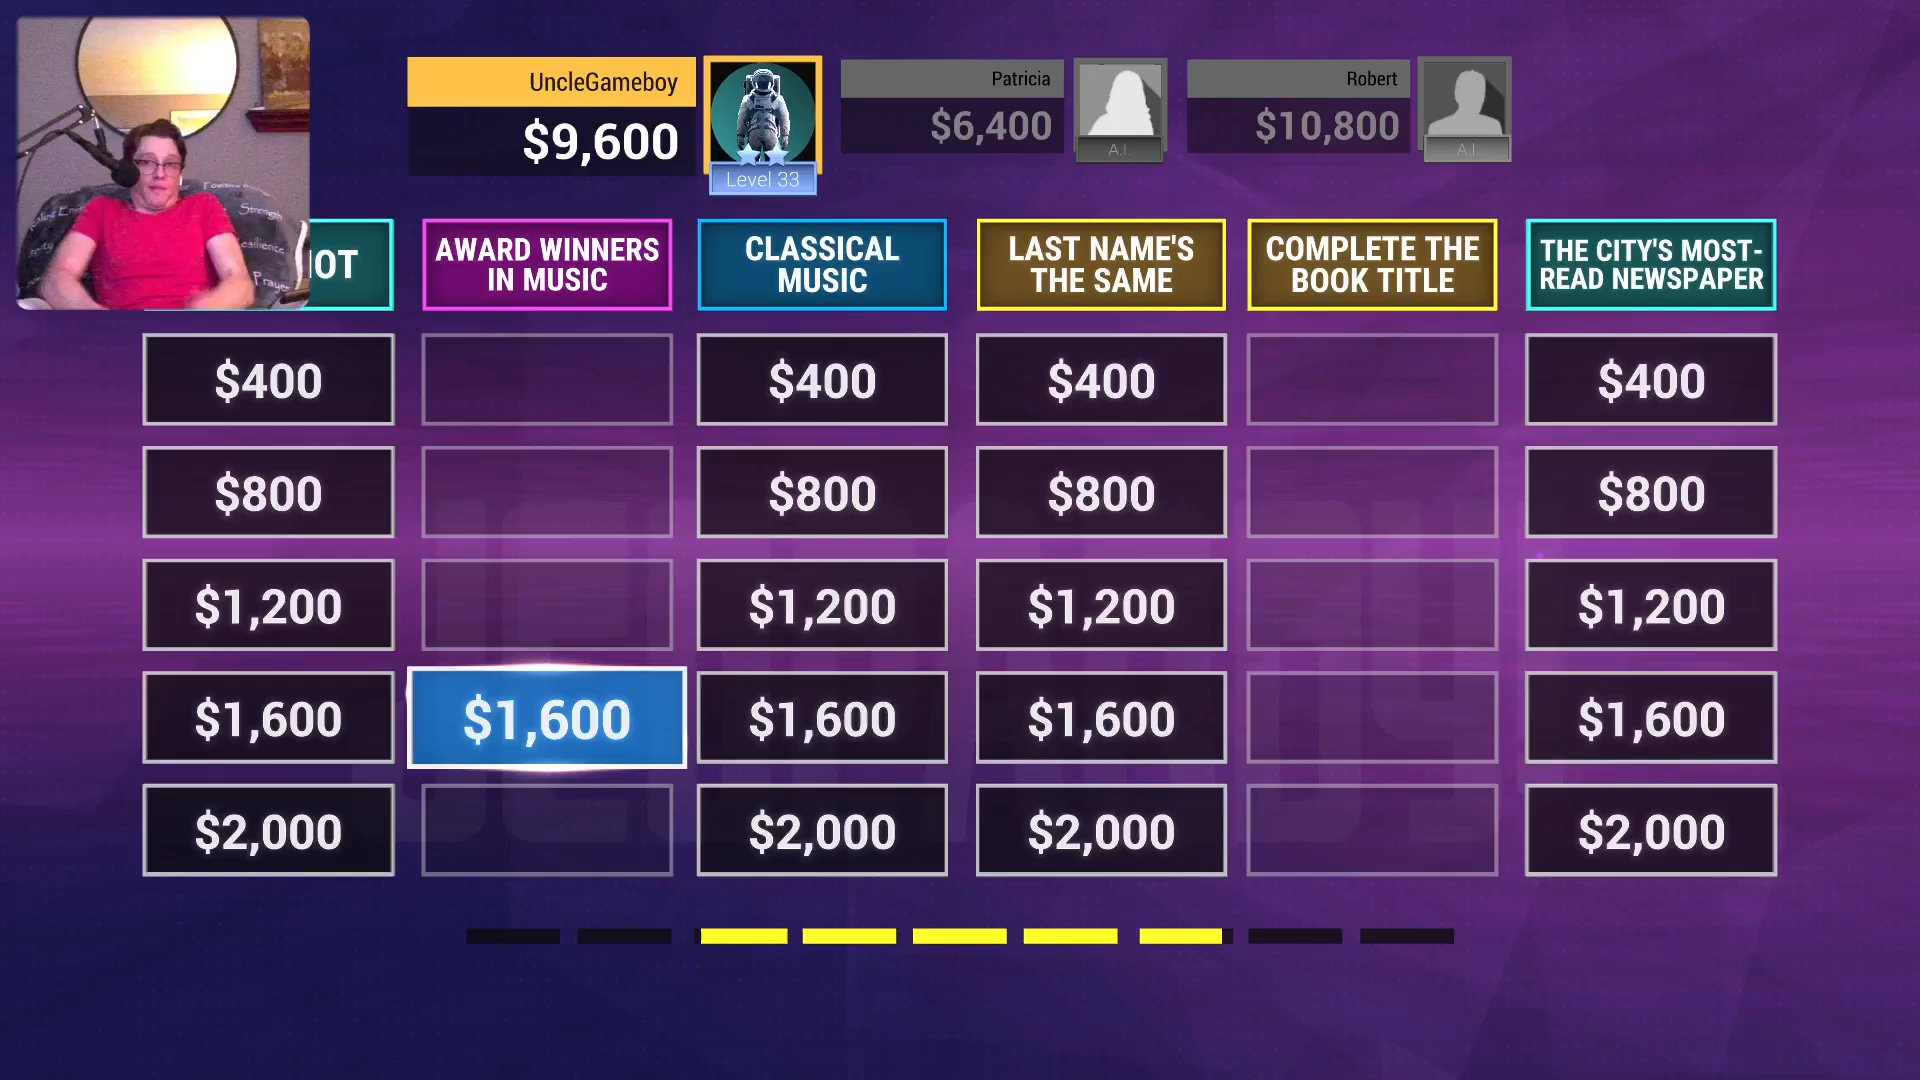 UncleGameboy
$9,600
Level 33
Patricia
$6,400
A.I.
Robert
$10,800
A.I.
Strength
Prayer
AWARD WINNERS
IN MUSIC
CLASSICAL
MUSIC
LAST NAME'S
THE SAME
COMPLETE THE
BOOK TITLE
THE CITY'S MOST-
READ NEWSPAPER
$400
$400
$400
$400
$800
$800
$800
$800
$1,200
$1,200
$1,200
$1,200
$1,600
$1,600
$1,600
$1,600
$1,600
$2,000
$2,000
$2,000
$2,000